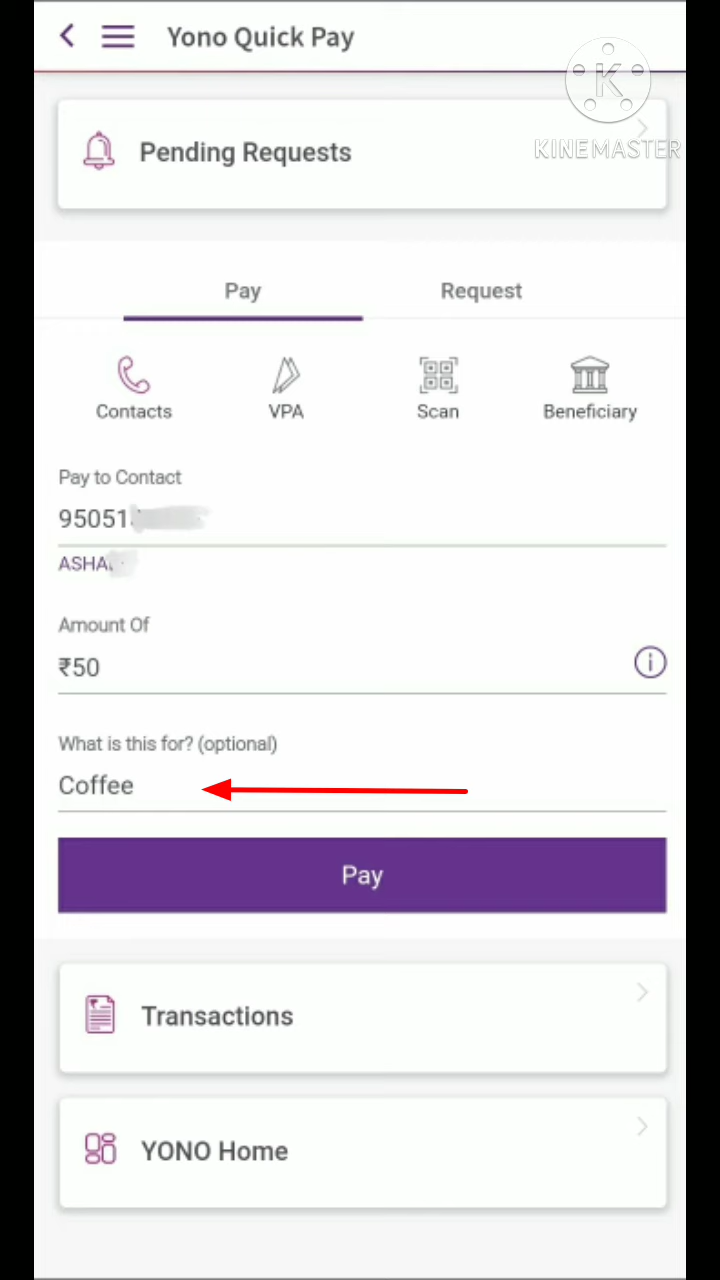 Yono Quick Pay
K
KINEMASTER
Pending Requests
Pay Request
Contacts VPA Scan Beneficiary
Pay to Contact
95051
ASHA
Amount Of
₹50
What is this for? (optional)
Coffee
Pay
Transactions
YONO Home